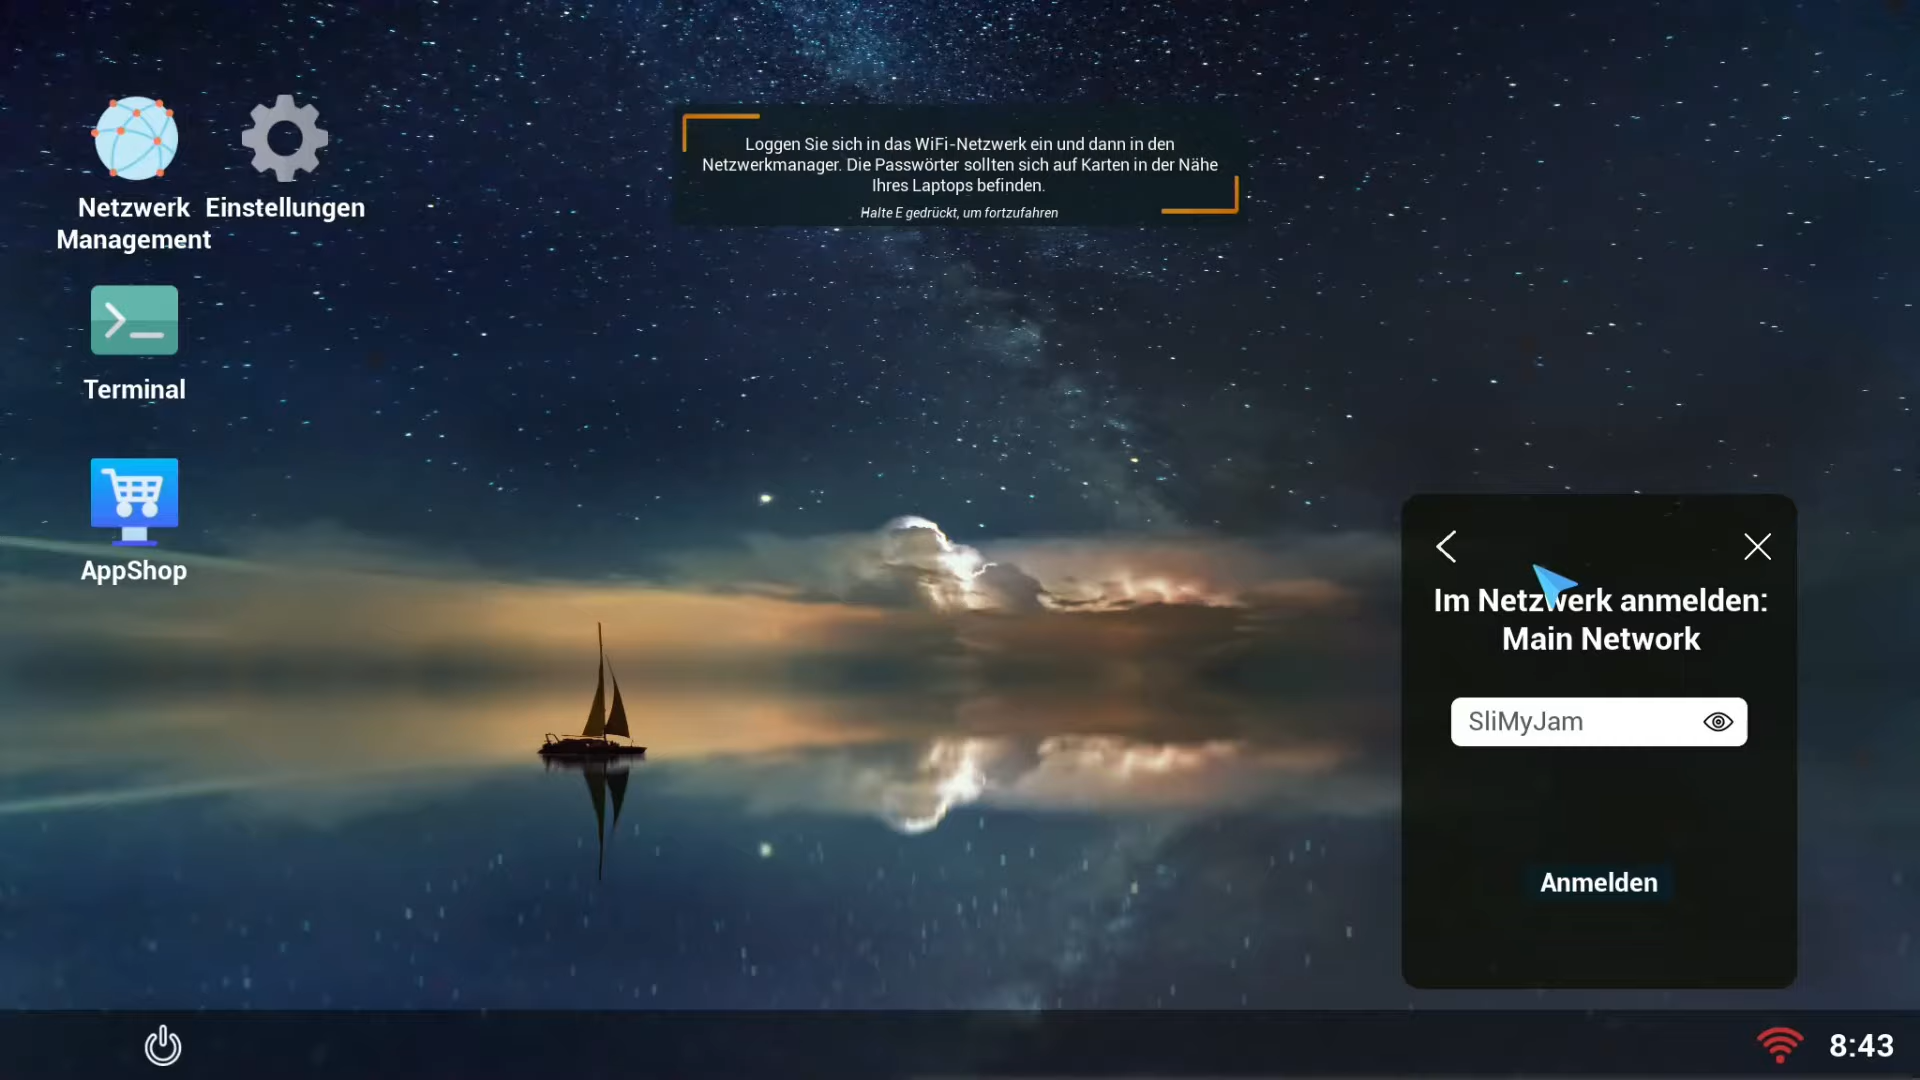 Netzwerk
Management
Einstellungen
Terminal
AppShop
Loggen Sie sich in das WiFi-Netzwerk ein und dann in den
Netzwerkmanager. Die Passwörter sollten sich auf Karten in der Nähe
Ihres Laptops befinden.
Halte E gedrückt, um fortzufahren
Im Netzwerk anmelden:
Main Network
SliMyJam
Anmelden
8:43